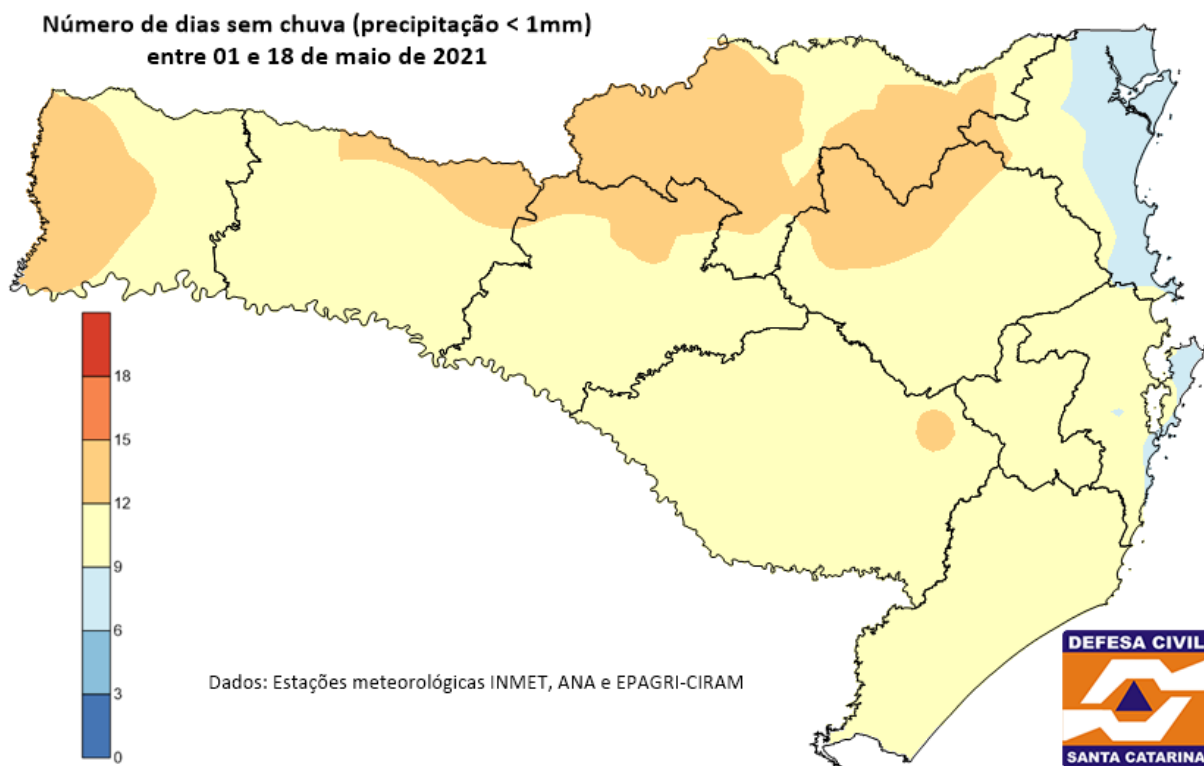 Número de dias sem chuva (precipitação < 1mm)
entre 01 e 18 de maio de 2021
18
15
12
9
6
3
0
Dados: Estações meteorológicas INMET, ANA e EPAGRI-CIRAM
DEFESA CIVIL
SANTA CATARINA